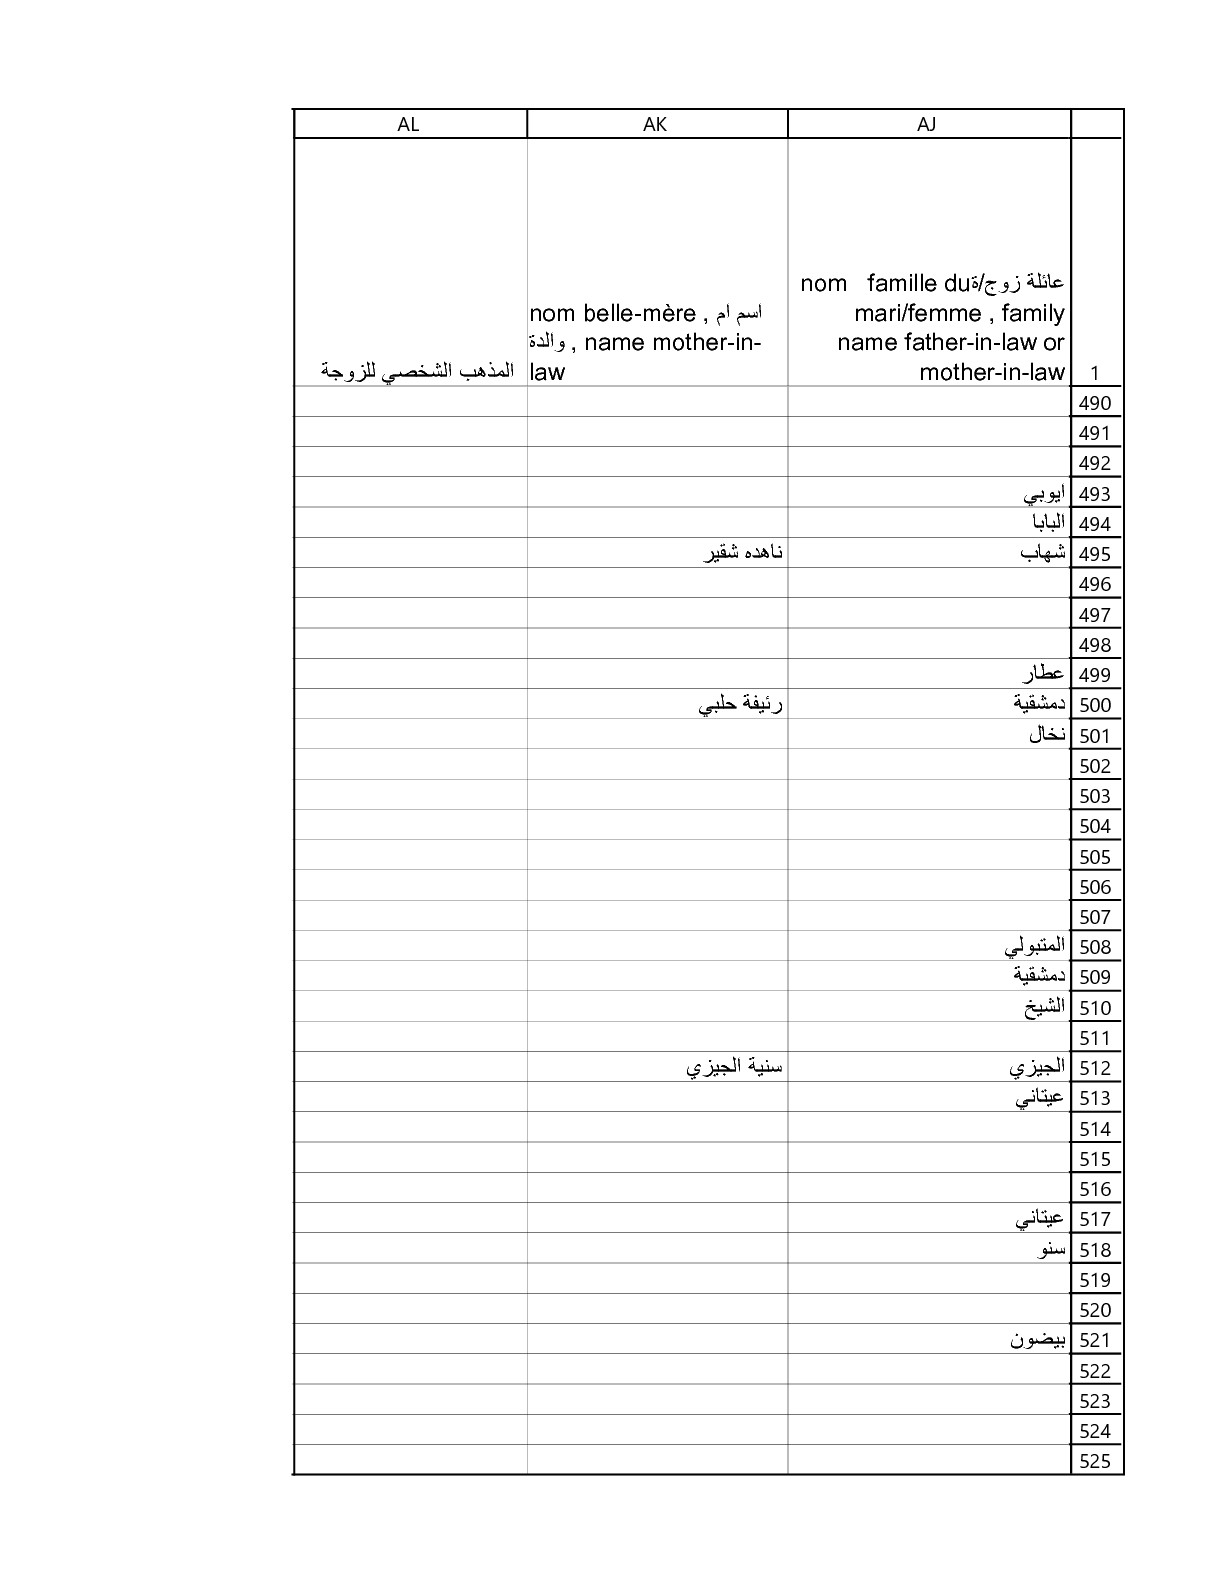 AJ AK AL
عائلة زوج/ة nom famille du
mari/femme , family
name father-in-law or
mother-in-law
nom belle-mère , اسم ام
والدة , name mother-in-
law
المذهب الشخصي للزوجة
1
490
491
492
493 ايوبي
494 البابا
495 شهاب ناهده شقير
496
497
498
499 عطار
500 دمشقية رئيفة حلبي
501 نخال
502
503
504
505
506
507
508 المتبولي
509 دمشقية
510 الشيخ
511
512 الجيزي سنية الجيزي
513 عيتاني
514
515
516
517 عيتاني
518 سنو
519
520
521 بيضون
522
523
524
525